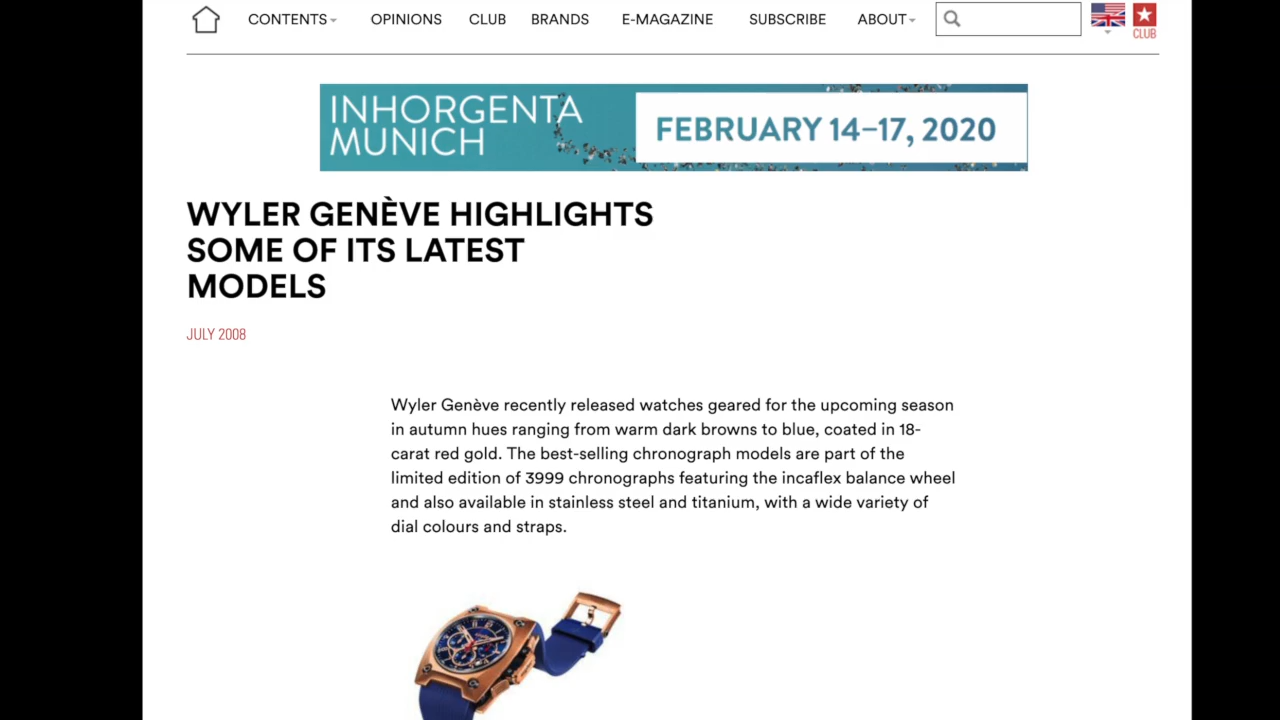 CONTENTS OPINIONS CLUB BRANDS E-MAGAZINE SUBSCRIBE ABOUT CLUB
INHORGENTA
MUNICH
FEBRUARY 14–17, 2020
WYLER GENÈVE HIGHLIGHTS
SOME OF ITS LATEST
MODELS
JULY 2008
Wyler Genève recently released watches geared for the upcoming season
in autumn hues ranging from warm dark browns to blue, coated in 18-
carat red gold. The best-selling chronograph models are part of the
limited edition of 3999 chronographs featuring the incaflex balance wheel
and also available in stainless steel and titanium, with a wide variety of
dial colours and straps.